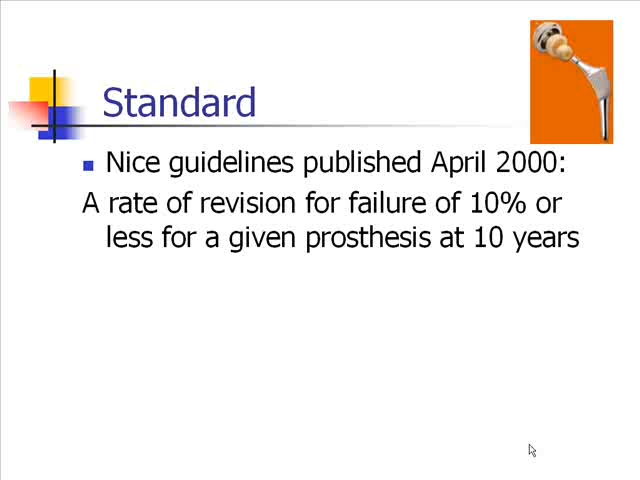 Standard
Nice guidelines published April 2000:
A rate of revision for failure of 10% or
less for a given prosthesis at 10 years